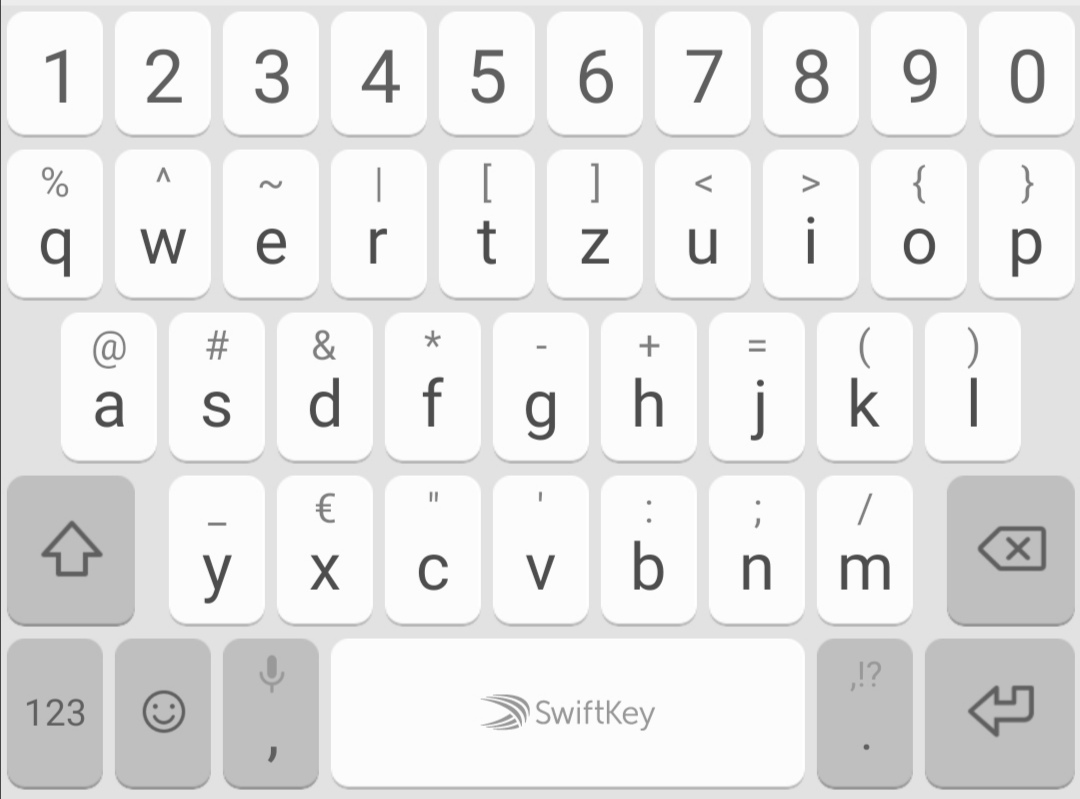 1 2 3 4 5 6 7 8 9 0
% ^ ~ | [ ] < > { }
q w e r t z u i o p
@ # & * - + = ( )
a s d f g h j k l
_ € " ' : ; /
y x c v b n m
,!?
123 , SwiftKey .